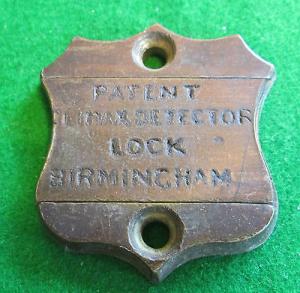 PATENT
CLIMAX DETECTOR
LOCK
BIRMINGHAM